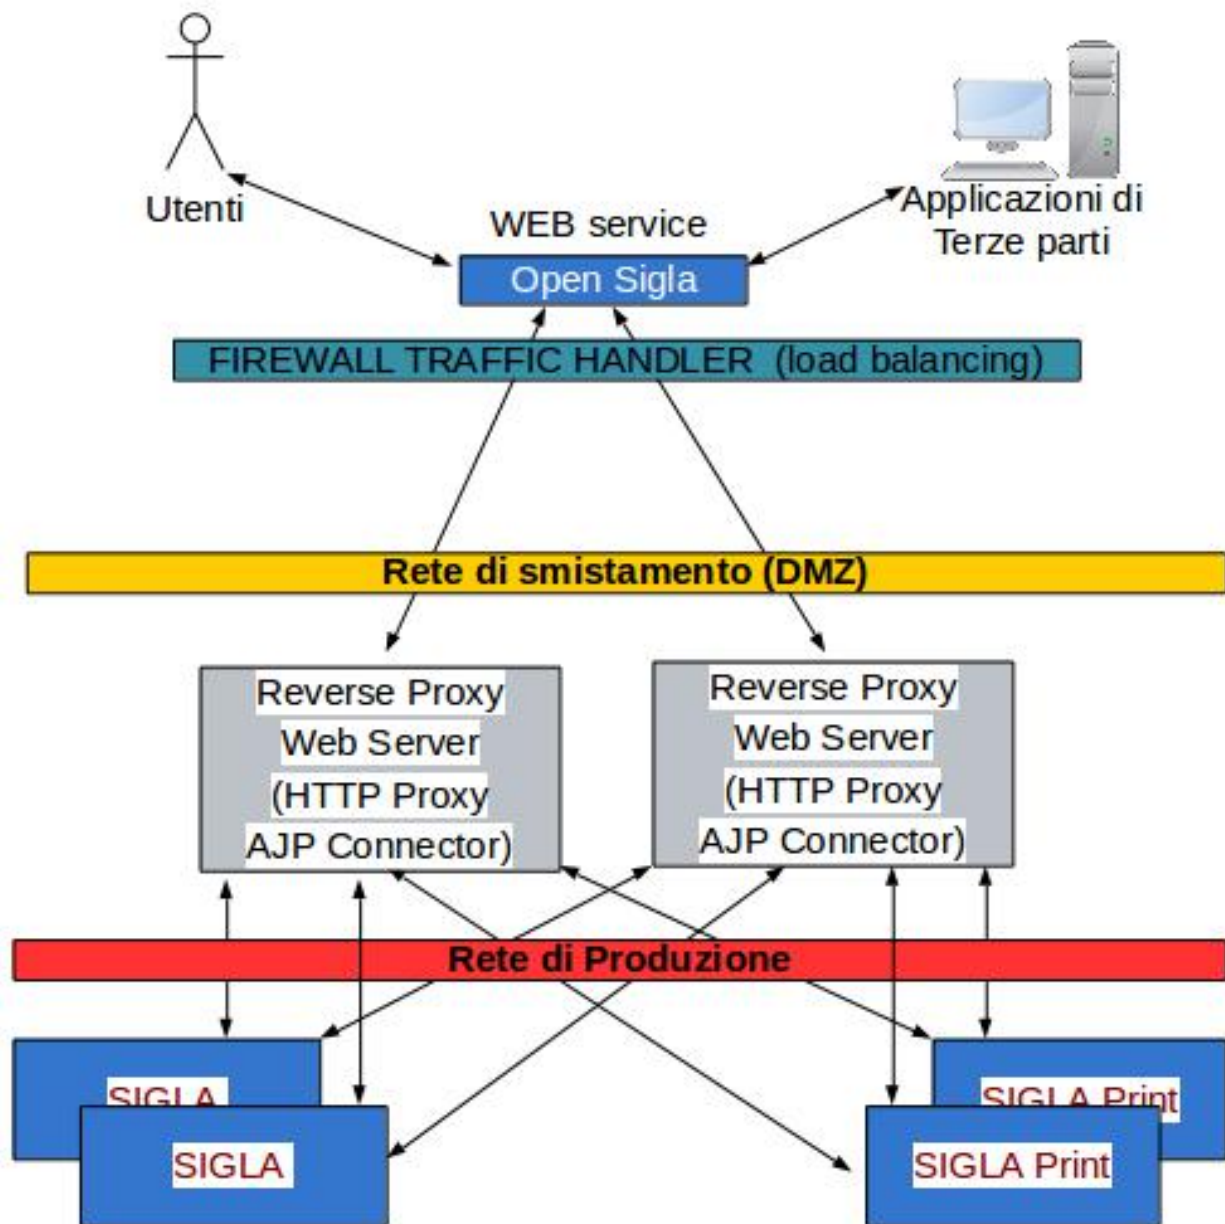 Utenti
Applicazioni di
Terze parti
WEB service
Open Sigla
FIREWALL TRAFFIC HANDLER (load balancing)
Rete di smistamento (DMZ)
Reverse Proxy
Web Server
(HTTP Proxy
AJP Connector)
Reverse Proxy
Web Server
(HTTP Proxy
AJP Connector)
Rete di Produzione
SIGLA
SIGLA
SIGLA Print
SIGLA Print